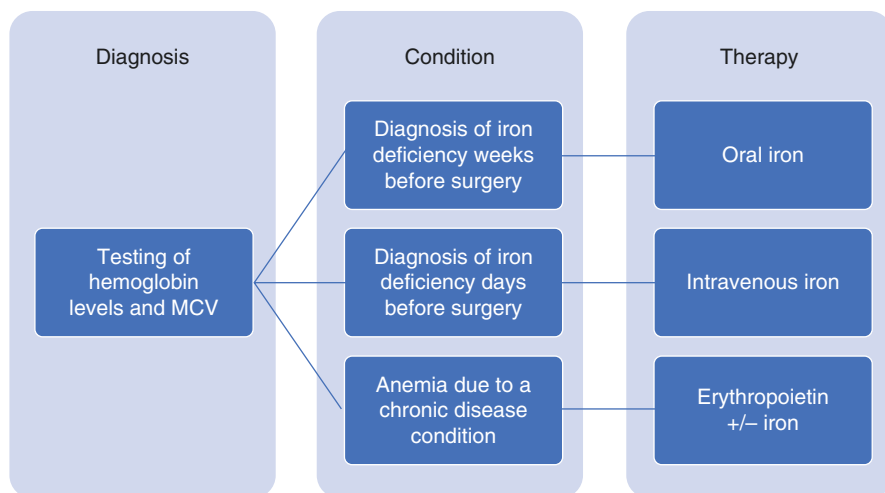 Diagnosis
Testing of
hemoglobin
levels and MCV
Condition
Diagnosis of iron
deficiency weeks
before surgery
Diagnosis of iron
deficiency days
before surgery
Anemia due to a
chronic disease
condition
Therapy
Oral iron
Intravenous iron
Erythropoietin
+/– iron